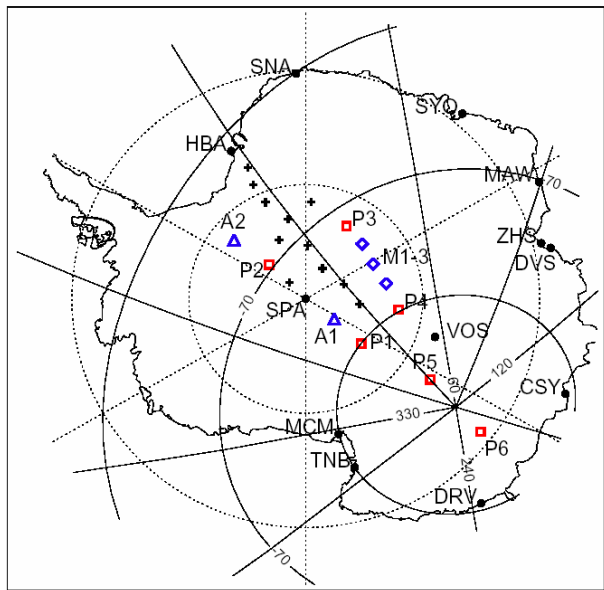 SNA
SYO
HBA
MAW
-70
A2
P3
ZHS
M1-3
DVS
P2
-70
SPA
P4
A1
VOS
P1
P5
60
120
CSY
330
MCM
P6
TNB
240
DRV
-70